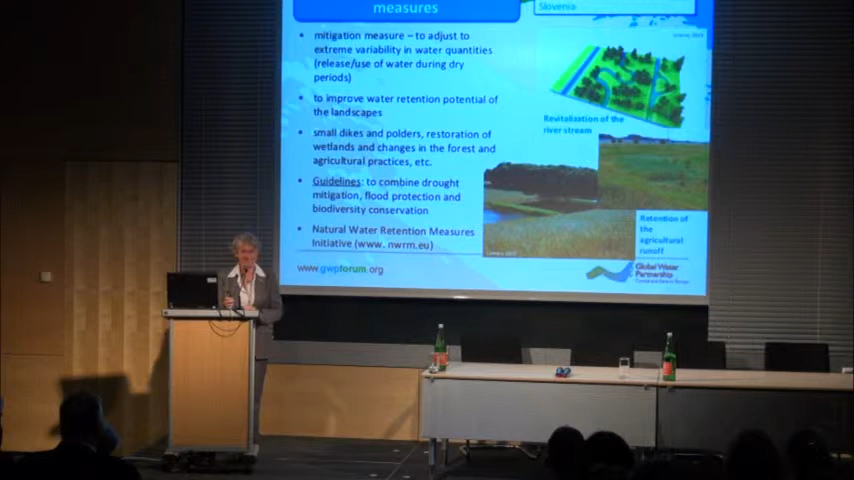 measures
Slovenia
• mitigation measure – to adjust to
extreme variability in water quantities
(release/use of water during dry
periods)
• to improve water retention potential of
the landscapes
• small dikes and polders, restoration of
wetlands and changes in the forest and
agricultural practices, etc.
• Guidelines: to combine drought
mitigation, flood protection and
biodiversity conservation
• Natural Water Retention Measures
Initiative (www. nwrm.eu)
Revitalization of the
river stream
Retention of
the
agricultural
runoff
www.gwpforum.org
Global Water
Partnership